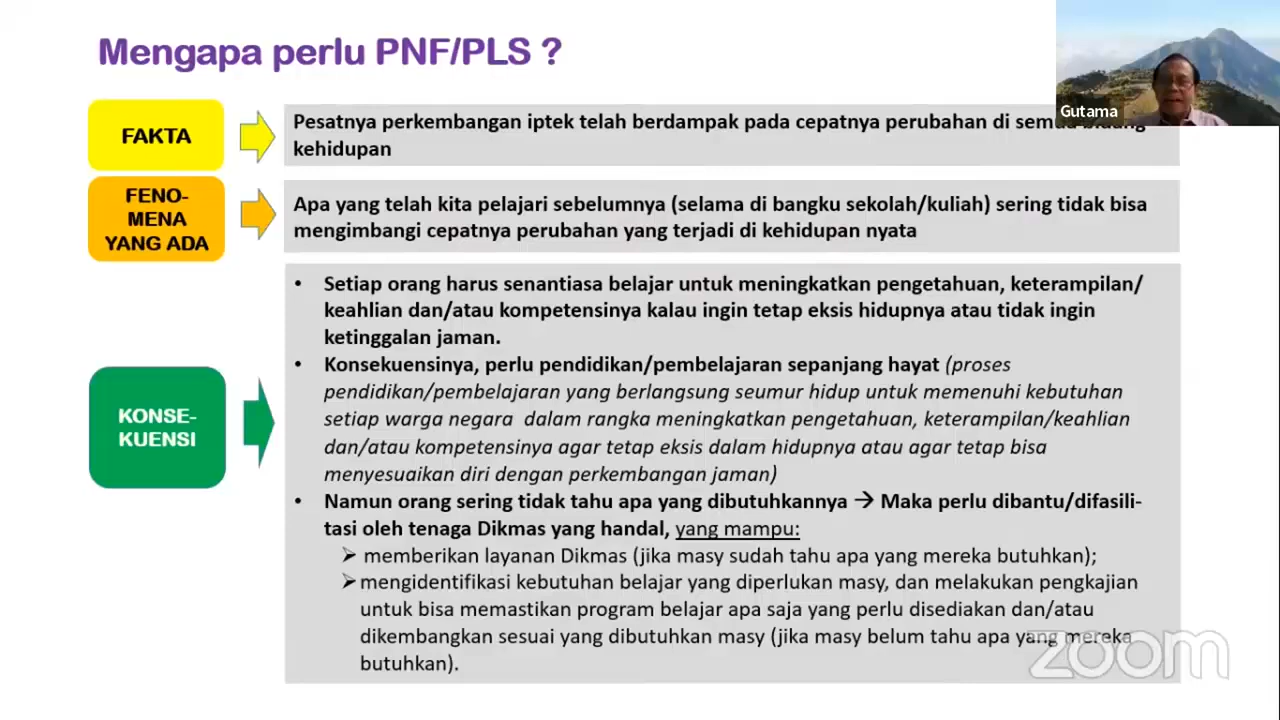 Mengapa perlu PNF/PLS ?
Gutama
FAKTA
Pesatnya perkembangan iptek telah berdampak pada cepatnya perubahan di semua bidang
kehidupan
FENO-
MENA
YANG ADA
Apa yang telah kita pelajari sebelumnya (selama di bangku sekolah/kuliah) sering tidak bisa
mengimbangi cepatnya perubahan yang terjadi di kehidupan nyata
KONSE-
KUENSI
• Setiap orang harus senantiasa belajar untuk meningkatkan pengetahuan, keterampilan/
keahlian dan/atau kompetensinya kalau ingin tetap eksis hidupnya atau tidak ingin
ketinggalan jaman.
• Konsekuensinya, perlu pendidikan/pembelajaran sepanjang hayat (proses
pendidikan/pembelajaran yang berlangsung seumur hidup untuk memenuhi kebutuhan
setiap warga negara dalam rangka meningkatkan pengetahuan, keterampilan/keahlian
dan/atau kompetensinya agar tetap eksis dalam hidupnya atau agar tetap bisa
menyesuaikan diri dengan perkembangan jaman)
• Namun orang sering tidak tahu apa yang dibutuhkannya → Maka perlu dibantu/difasili-
tasi oleh tenaga Dikmas yang handal, yang mampu:
➢ memberikan layanan Dikmas (jika masy sudah tahu apa yang mereka butuhkan);
➢ mengidentifikasi kebutuhan belajar yang diperlukan masy, dan melakukan pengkajian
untuk bisa memastikan program belajar apa saja yang perlu disediakan dan/atau
dikembangkan sesuai yang dibutuhkan masy (jika masy belum tahu apa yang mereka
butuhkan).
zoom